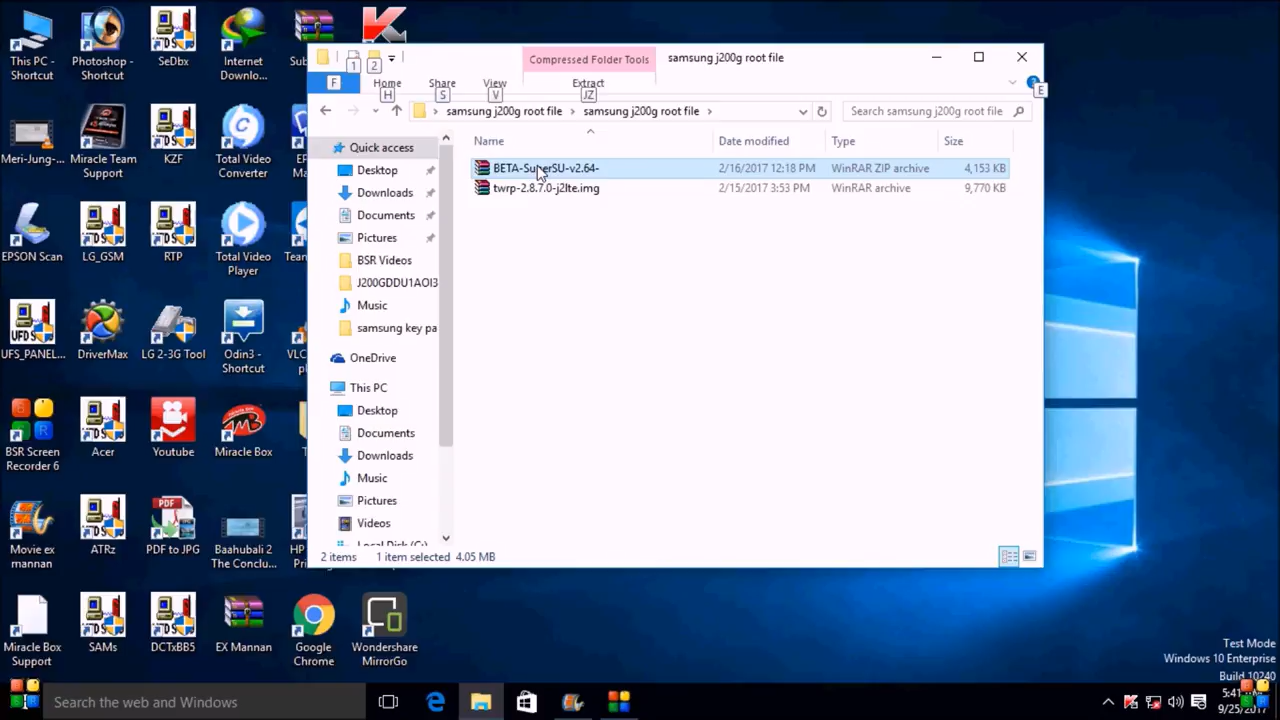 This PC -
Shortcut
Photoshop -
Shortcut
SeDbx
Internet
Downlo...
Meri-Jung-...
Miracle Team
Support
KZF
Total Video
Converter
EPSON Scan
LG_GSM
RTP
Total Video
Player
UFS_PANEL...
DriverMax
LG 2-3G Tool
Odin3 -
Shortcut
BSR Screen
Recorder 6
Acer
Youtube
Miracle Box
Movie ex
mannan
ATRz
PDF to JPG
Baahubali 2
The Conclu...
Miracle Box
Support
SAMs
DCTxBB5
EX Mannan
Google
Chrome
Wondershare
MirrorGo
1
2
Compressed Folder Tools
samsung j200g root file
F
Home
Share
View
Extract
H
S
V
JZ
E
samsung j200g root file
samsung j200g root file
Search samsung j200g root file
Name
Date modified
Type
Size
BETA-SuperSU-v2.64-
2/16/2017 12:18 PM
WinRAR ZIP archive
4,153 KB
twrp-2.8.7.0-j2lte.img
2/15/2017 3:53 PM
WinRAR archive
9,770 KB
Quick access
Desktop
Downloads
Documents
Pictures
BSR Videos
J200GDDU1AOI3
Music
samsung key pa
OneDrive
This PC
Desktop
Documents
Downloads
Music
Pictures
Videos
2 items
1 item selected 4.05 MB
Test Mode
Windows 10 Enterprise
Build 10240
Search the web and Windows